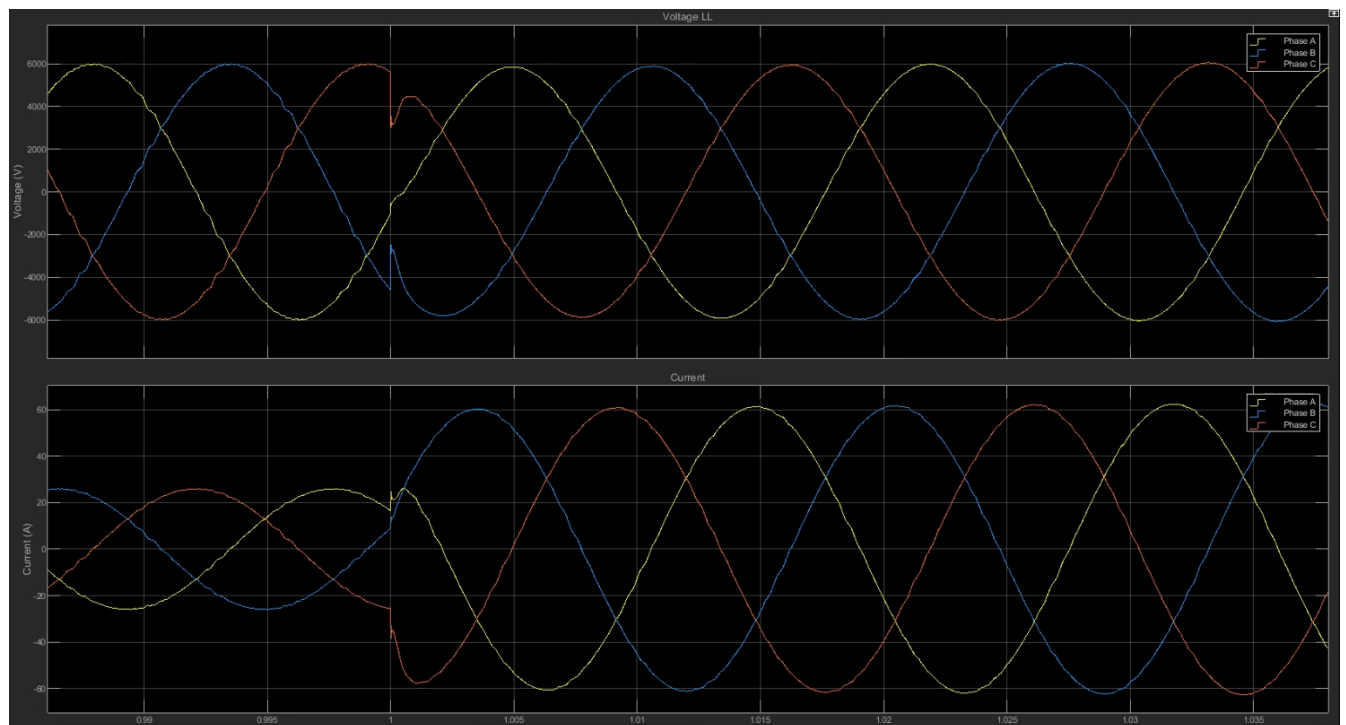 Voltage LL
Phase A
Phase B
Phase C
6000
4000
2000
0
-2000
-4000
-6000
Voltage (V)
Current
Phase A
Phase B
Phase C
60
40
20
0
-20
-40
-60
Current (A)
0.99 0.995 1 1.005 1.01 1.015 1.02 1.025 1.03 1.035